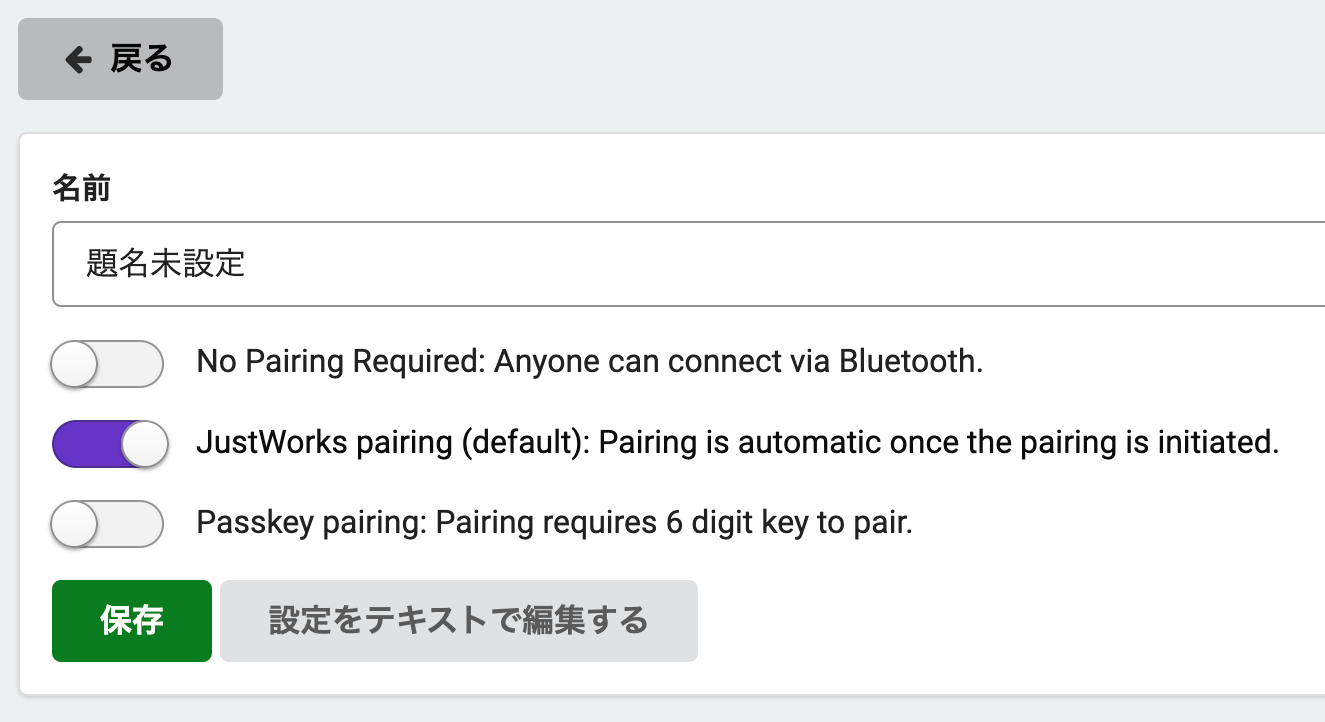 戻る
名前
題名未設定
No Pairing Required: Anyone can connect via Bluetooth.
JustWorks pairing (default): Pairing is automatic once the pairing is initiated.
Passkey pairing: Pairing requires 6 digit key to pair.
保存 設定をテキストで編集する